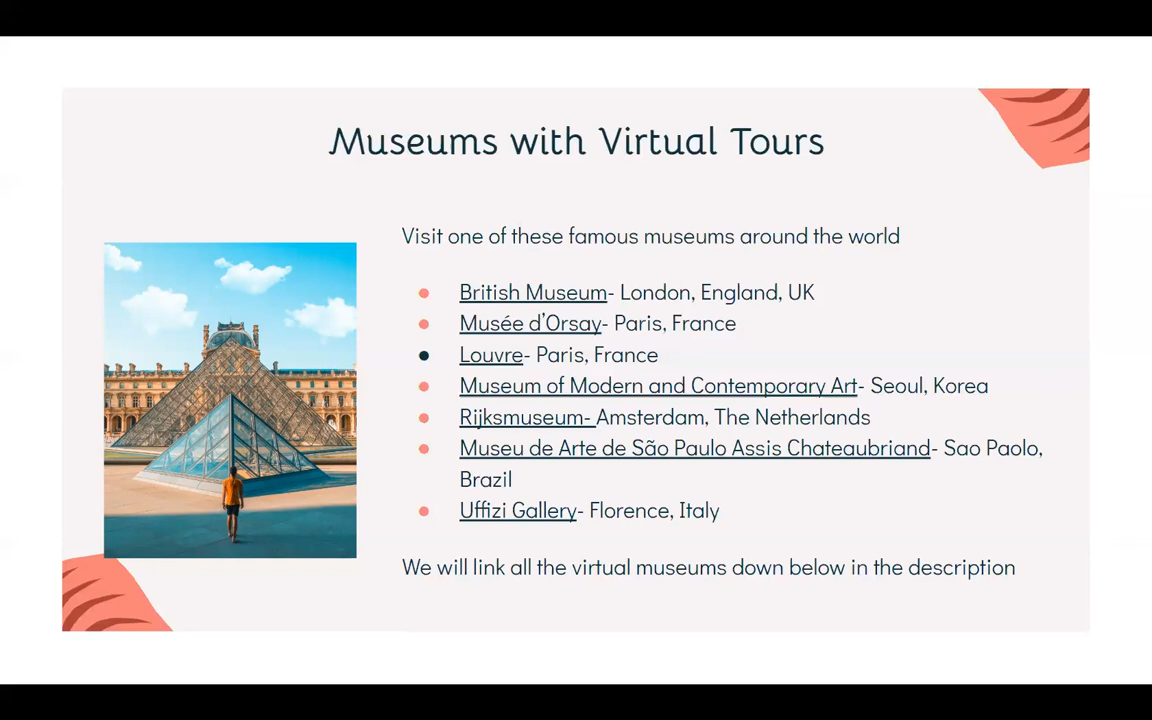 Museums with Virtual Tours
Visit one of these famous museums around the world
● British Museum- London, England, UK
● Musée d'Orsay- Paris, France
● Louvre- Paris, France
● Museum of Modern and Contemporary Art- Seoul, Korea
● Rijksmuseum- Amsterdam, The Netherlands
● Museu de Arte de São Paulo Assis Chateaubriand- Sao Paolo,
Brazil
● Uffizi Gallery- Florence, Italy
We will link all the virtual museums down below in the description